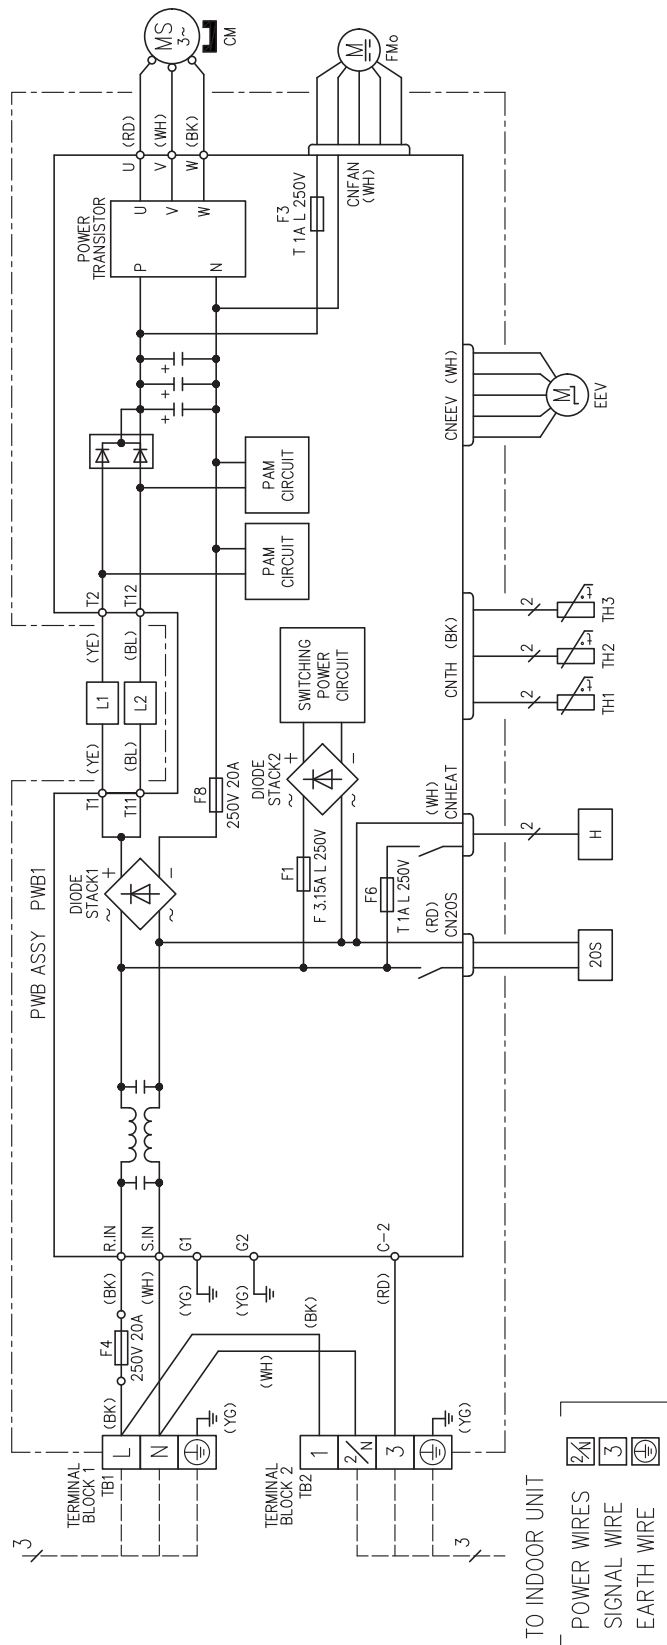 TERMINAL
BLOCK 1
TB1
L
N
3
(BK)
F4
250V 20A
(BK)
(WH)
(YG)
(BK)
(WH)
R.IN
S.IN
G1
(YG)
G2
(YG)
C-2
(RD)
TERMINAL
BLOCK 2
TB2
1
2/N
3
(YG)
3
PWB ASSY PWB1
DIODE
STACK1
~ +
~ -
T1
T11
(YE)
(BL)
L1
L2
(YE)
(BL)
T2
T12
F8
250V 20A
DIODE
STACK2
~ +
~ -
F1
F 3.15A L 250V
F6
T 1A L 250V
SWITCHING
POWER
CIRCUIT
PAM
CIRCUIT
PAM
CIRCUIT
+
+
+
POWER
TRANSISTOR
P
N
U
V
W
U
V
W
(RD)
(WH)
(BK)
MS
3~
CM
F3
T 1A L 250V
CNFAN
(WH)
M
FMo
(RD)
CN20S
20S
(WH)
CNHEAT
2
H
CNTH (BK)
2
2
2
t
t
t
TH1
TH2
TH3
CNEEV (WH)
M
EEV
TO INDOOR UNIT
POWER WIRES
2/N
SIGNAL WIRE
3
EARTH WIRE